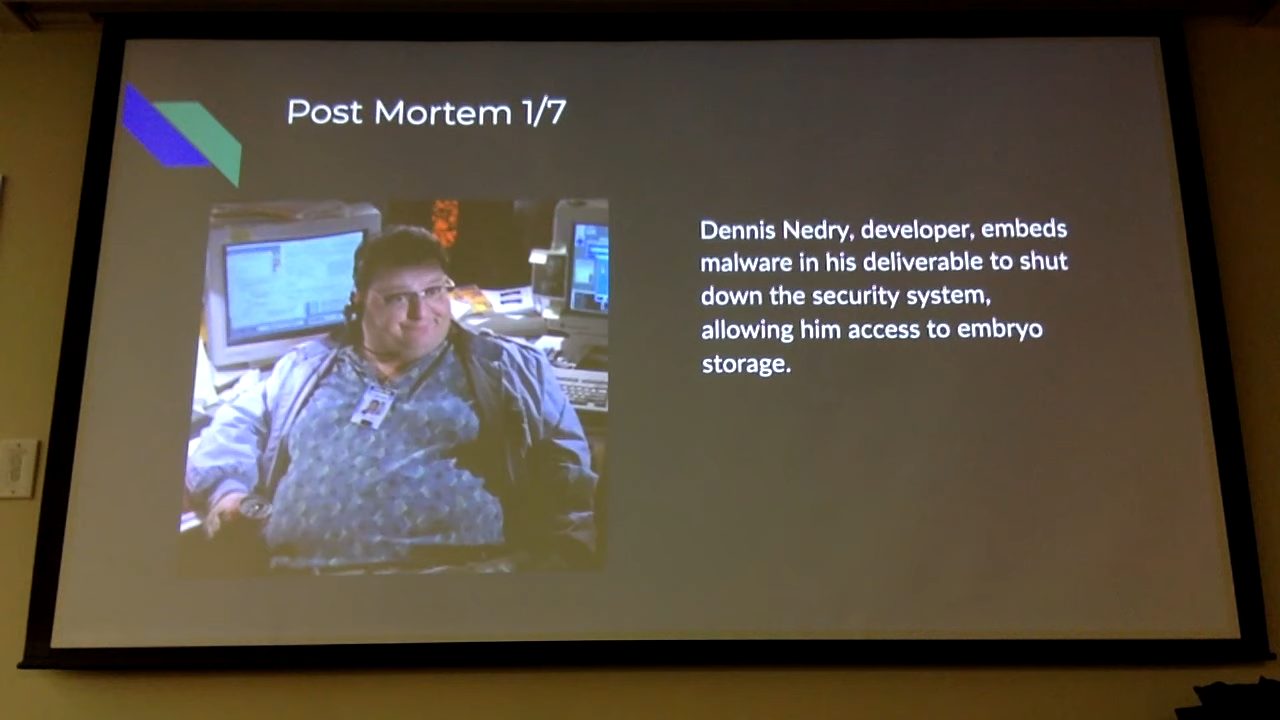 Post Mortem 1/7
Dennis Nedry, developer, embeds
malware in his deliverable to shut
down the security system,
allowing him access to embryo
storage.